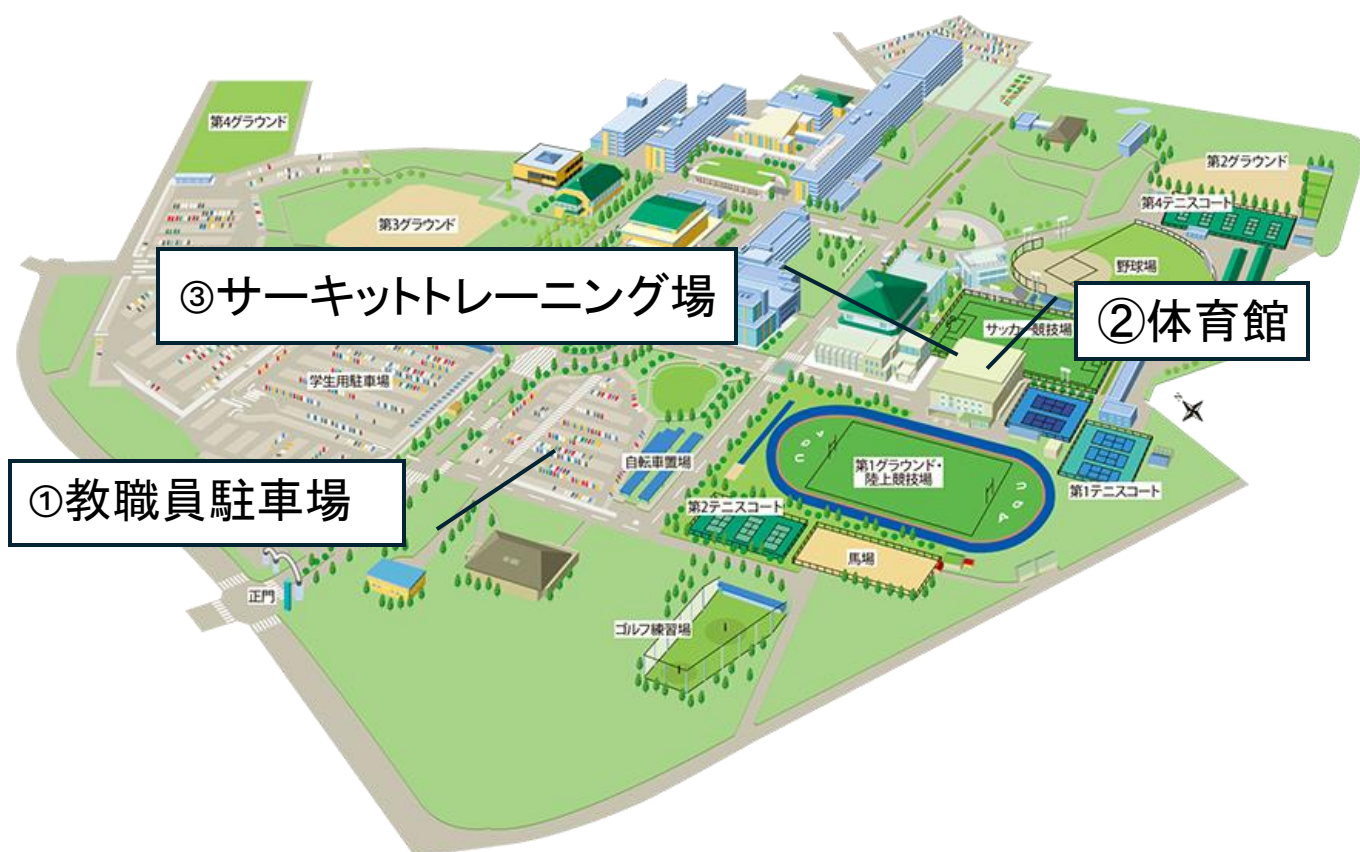 第4グラウンド
第2グラウンド
第4テニスコート
第3グラウンド
野球場
③サーキットトレーニング場
②体育館
サッカー競技場
学生用駐車場
自転車置場
第1グラウンド・
陸上競技場
第1テニスコート
①教職員駐車場
第2テニスコート
馬場
正門
ゴルフ練習場